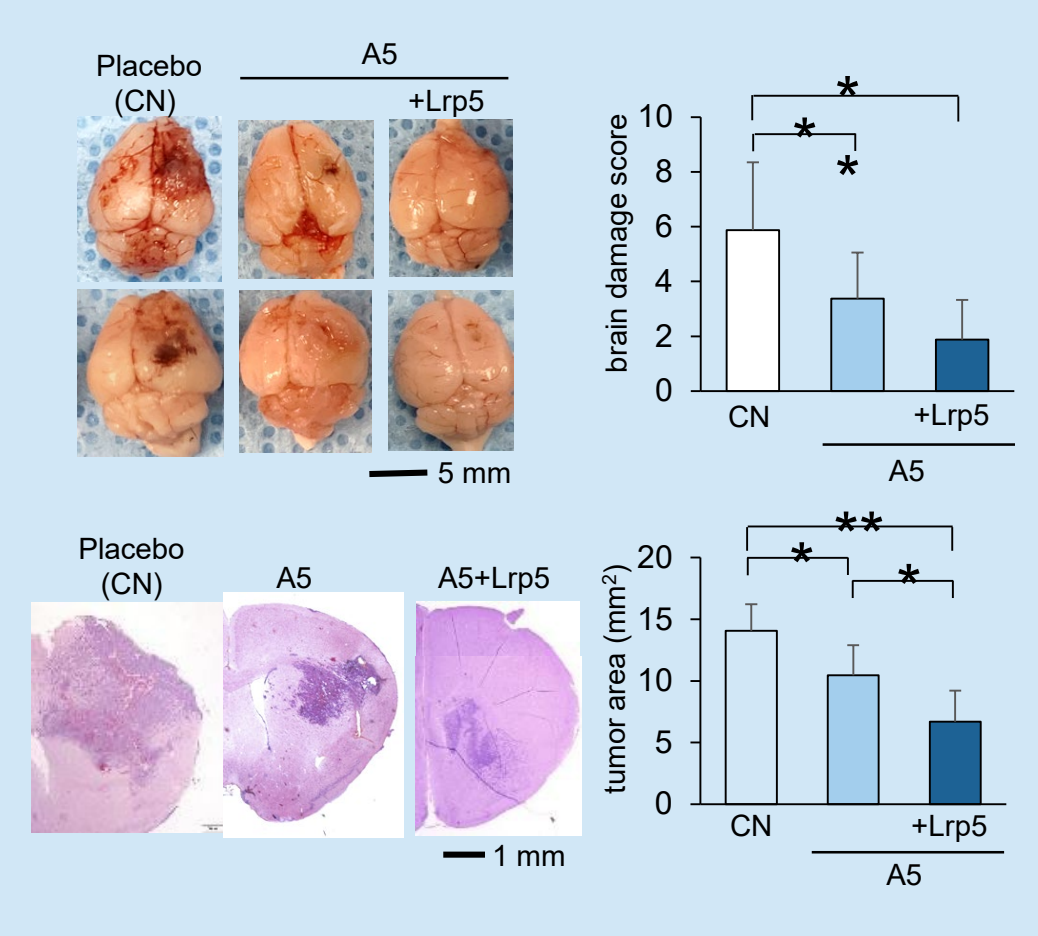 Placebo
(CN)
A5
+Lrp5
5 mm
*
*
*
brain damage score
10
8
6
4
2
0
CN
+Lrp5
A5
Placebo
(CN)
A5
A5+Lrp5
1 mm
**
*
*
tumor area (mm²)
20
15
10
5
0
CN
+Lrp5
A5